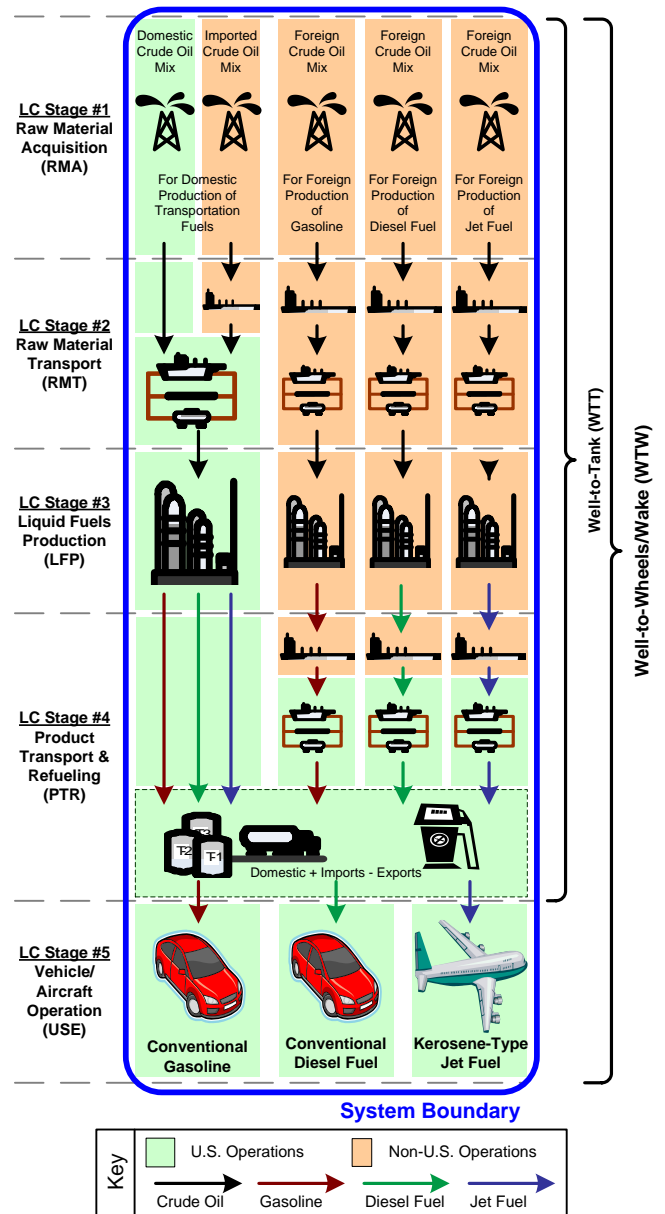 Domestic
Crude Oil
Mix
Imported
Crude Oil
Mix
Foreign
Crude Oil
Mix
Foreign
Crude Oil
Mix
Foreign
Crude Oil
Mix
LC Stage #1
Raw Material
Acquisition
(RMA)
For Domestic
Production of
Transportation
Fuels
For Foreign
Production
of
Gasoline
For Foreign
Production
of
Diesel Fuel
For Foreign
Production
of
Jet Fuel
LC Stage #2
Raw Material
Transport
(RMT)
LC Stage #3
Liquid Fuels
Production
(LFP)
LC Stage #4
Product
Transport &
Refueling
(PTR)
T-3
T-2
T-1
Domestic + Imports - Exports
LC Stage #5
Vehicle/
Aircraft
Operation
(USE)
Conventional
Gasoline
Conventional
Diesel Fuel
Kerosene-Type
Jet Fuel
Well-to-Tank (WTT)
Well-to-Wheels/Wake (WTW)
System Boundary
Key
U.S. Operations
Non-U.S. Operations
Crude Oil
Gasoline
Diesel Fuel
Jet Fuel